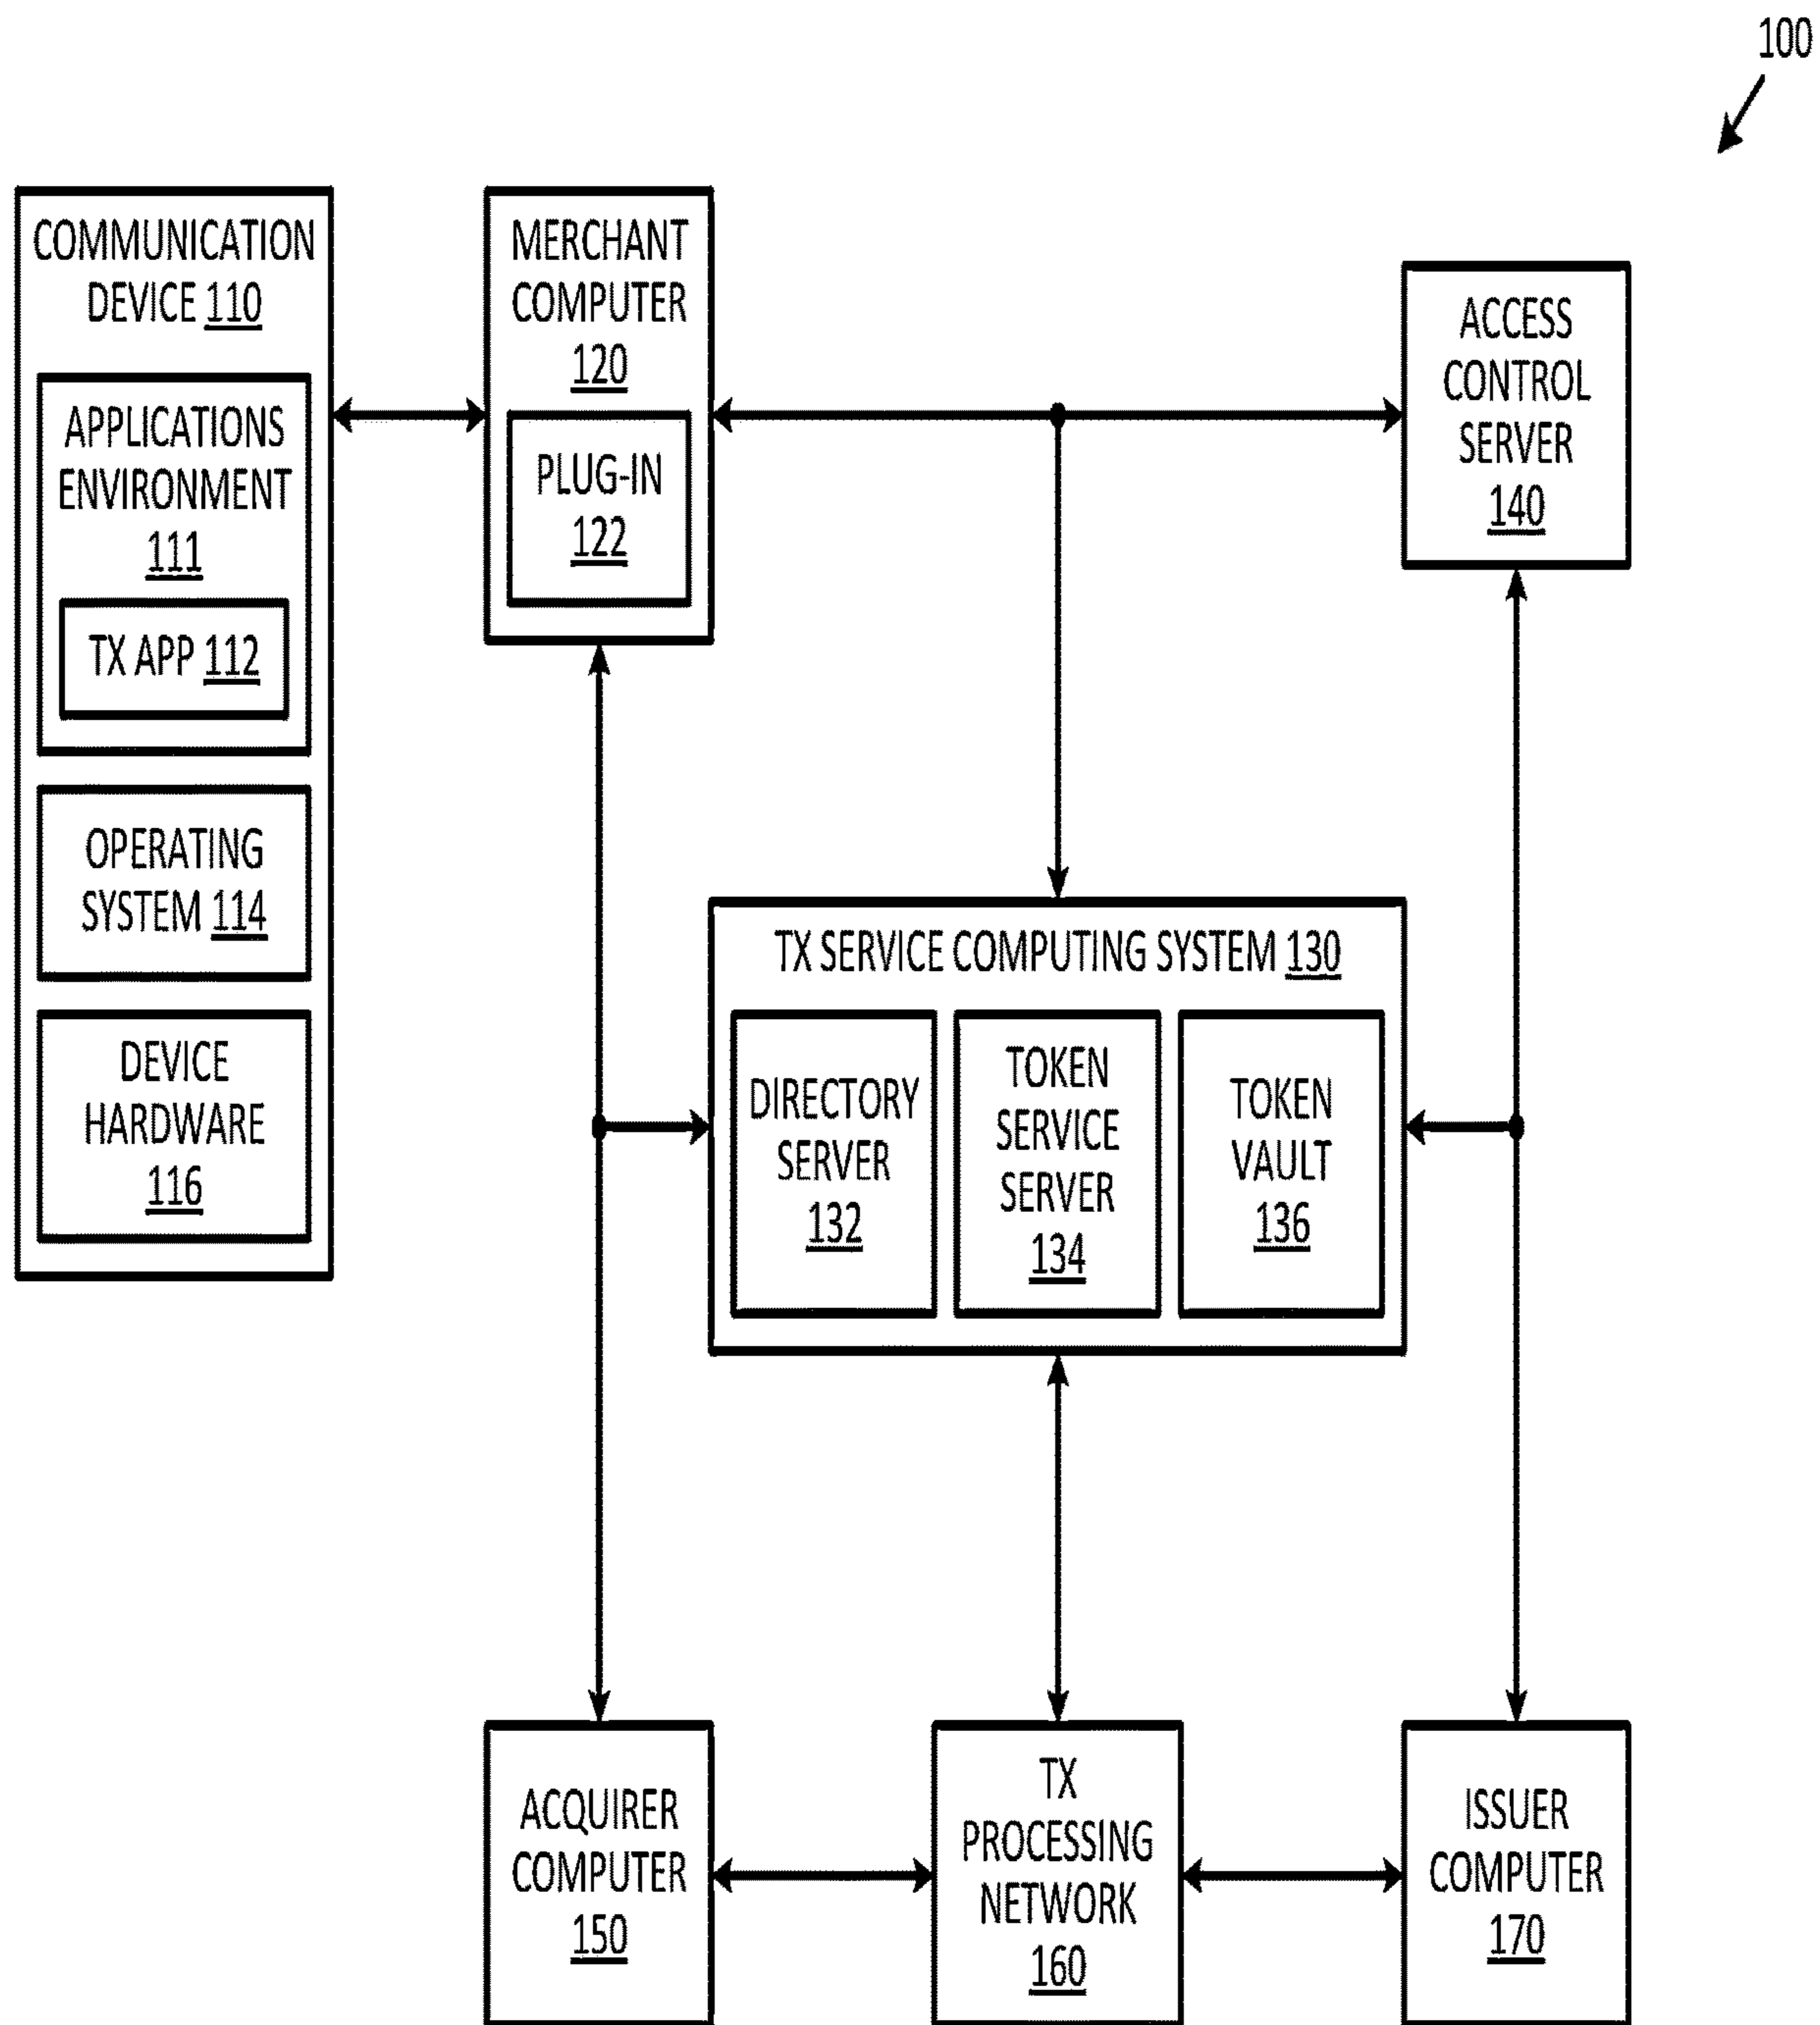 100
COMMUNICATION
DEVICE 110
APPLICATIONS
ENVIRONMENT
111
TX APP 112
OPERATING
SYSTEM 114
DEVICE
HARDWARE
116
MERCHANT
COMPUTER
120
PLUG-IN
122
ACCESS
CONTROL
SERVER
140
TX SERVICE COMPUTING SYSTEM 130
DIRECTORY
SERVER
132
TOKEN
SERVICE
SERVER
134
TOKEN
VAULT
136
ACQUIRER
COMPUTER
150
TX
PROCESSING
NETWORK
160
ISSUER
COMPUTER
170